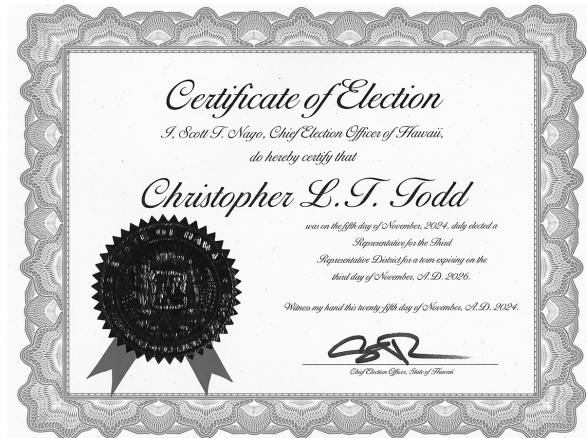 Certificate of Election
I, Scott T. Nago, Chief Election Officer of Hawaii,
do hereby certify that
Christopher L.T. Todd
was on the fifth day of November, 2024, duly elected a
Representative for the Third
Representative District for a term expiring on the
third day of November, A.D. 2026.
Witness my hand this twenty-fifth day of November, A.D. 2024.
Chief Election Officer, State of Hawaii